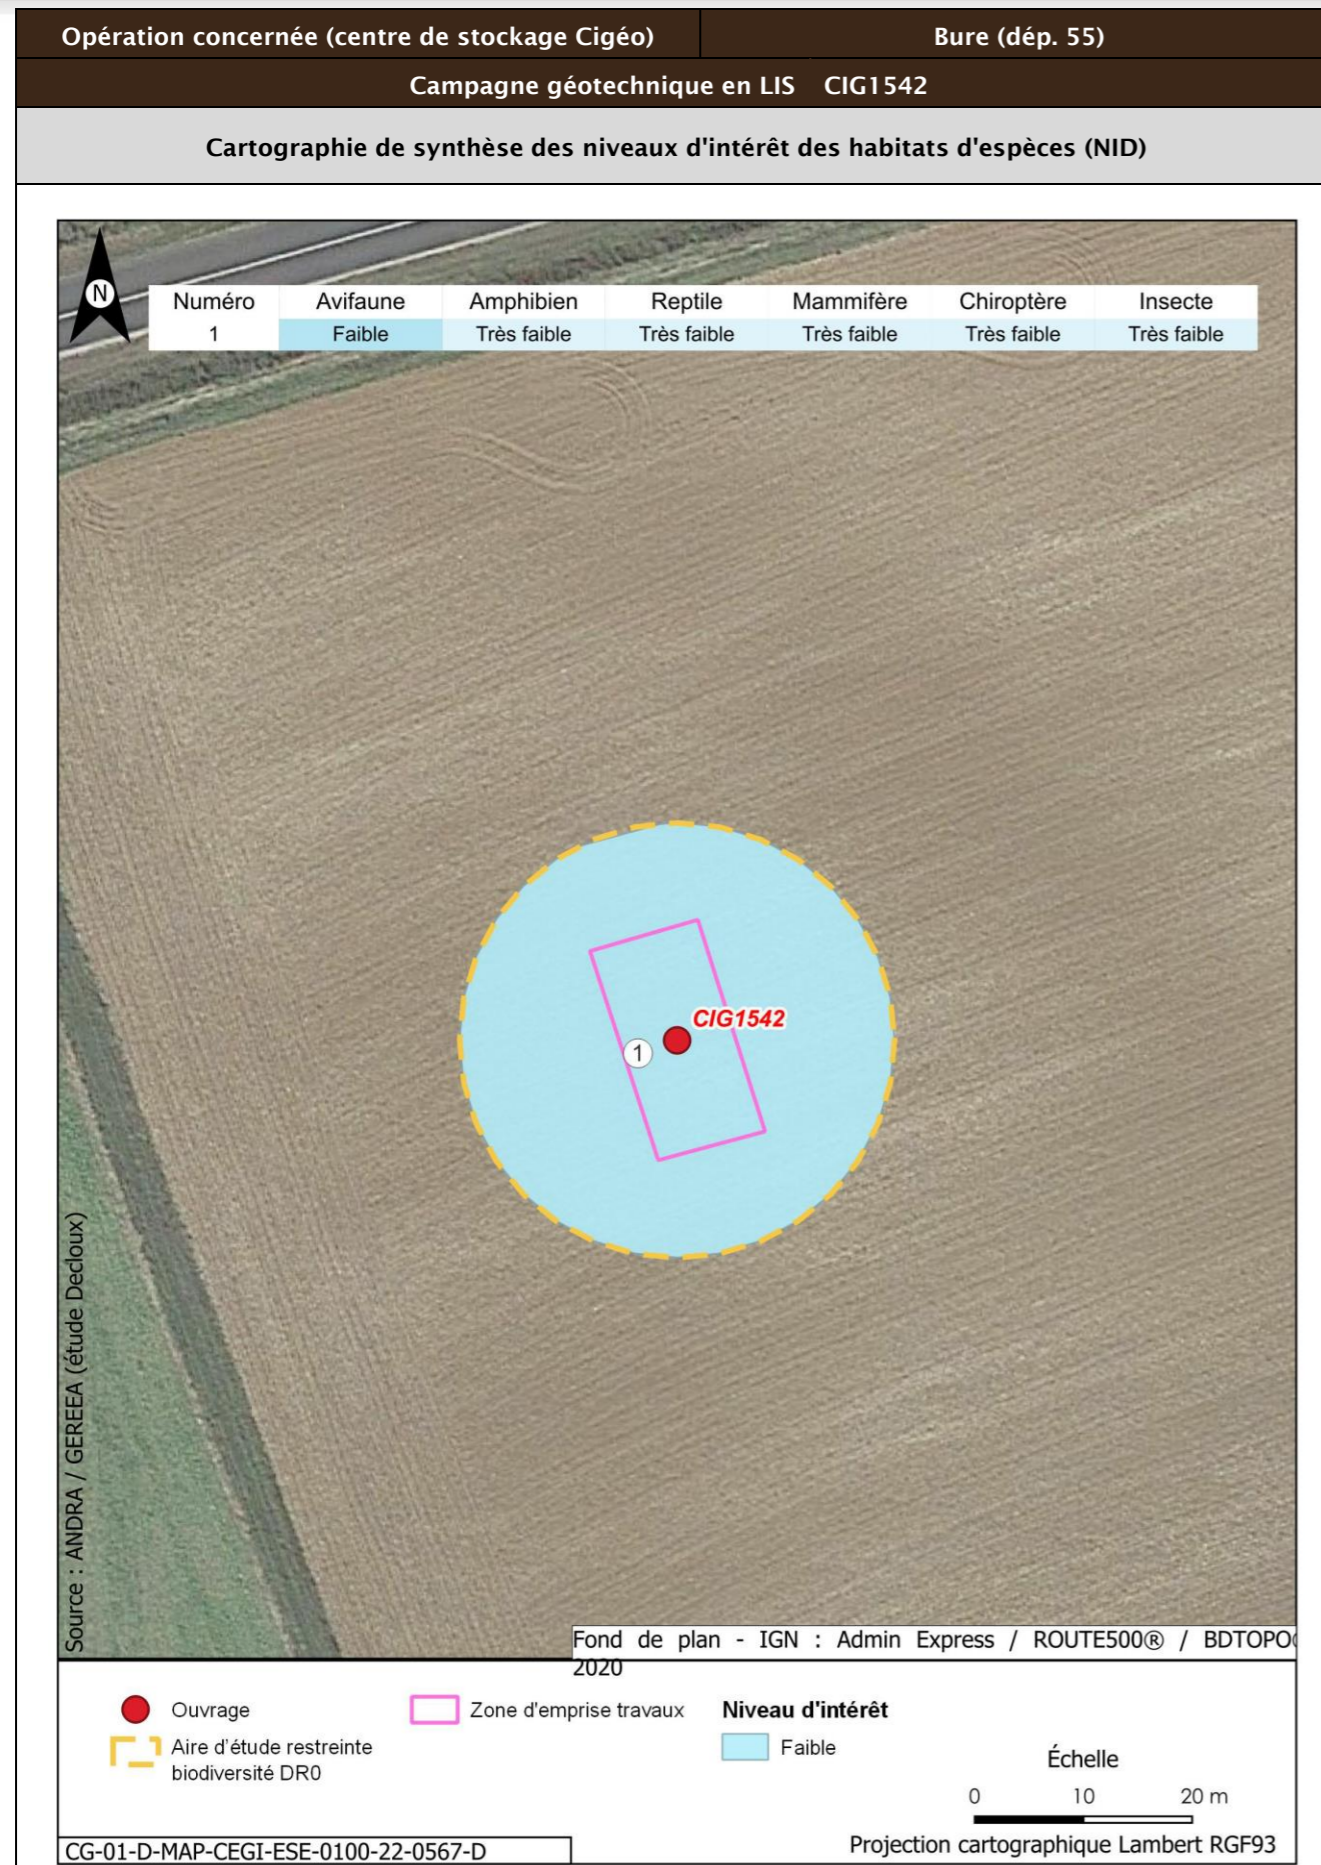 Opération concernée (centre de stockage Cigéo) Bure (dép. 55)
Campagne géotechnique en LIS CIG1542
Cartographie de synthèse des niveaux d'intérêt des habitats d'espèces (NID)
N
Numéro Avifaune Amphibien Reptile Mammifère Chiroptère Insecte
1 Faible Très faible Très faible Très faible Très faible Très faible
CIG1542
1
Source : ANDRA / GEREEA (étude Decloux)
Fond de plan - IGN : Admin Express / ROUTE500® / BDTOPO®
2020
Ouvrage
Aire d'étude restreinte
biodiversité DR0
Zone d'emprise travaux
Niveau d'intérêt
Faible
Échelle
0 10 20 m
Projection cartographique Lambert RGF93
CG-01-D-MAP-CEGI-ESE-0100-22-0567-D